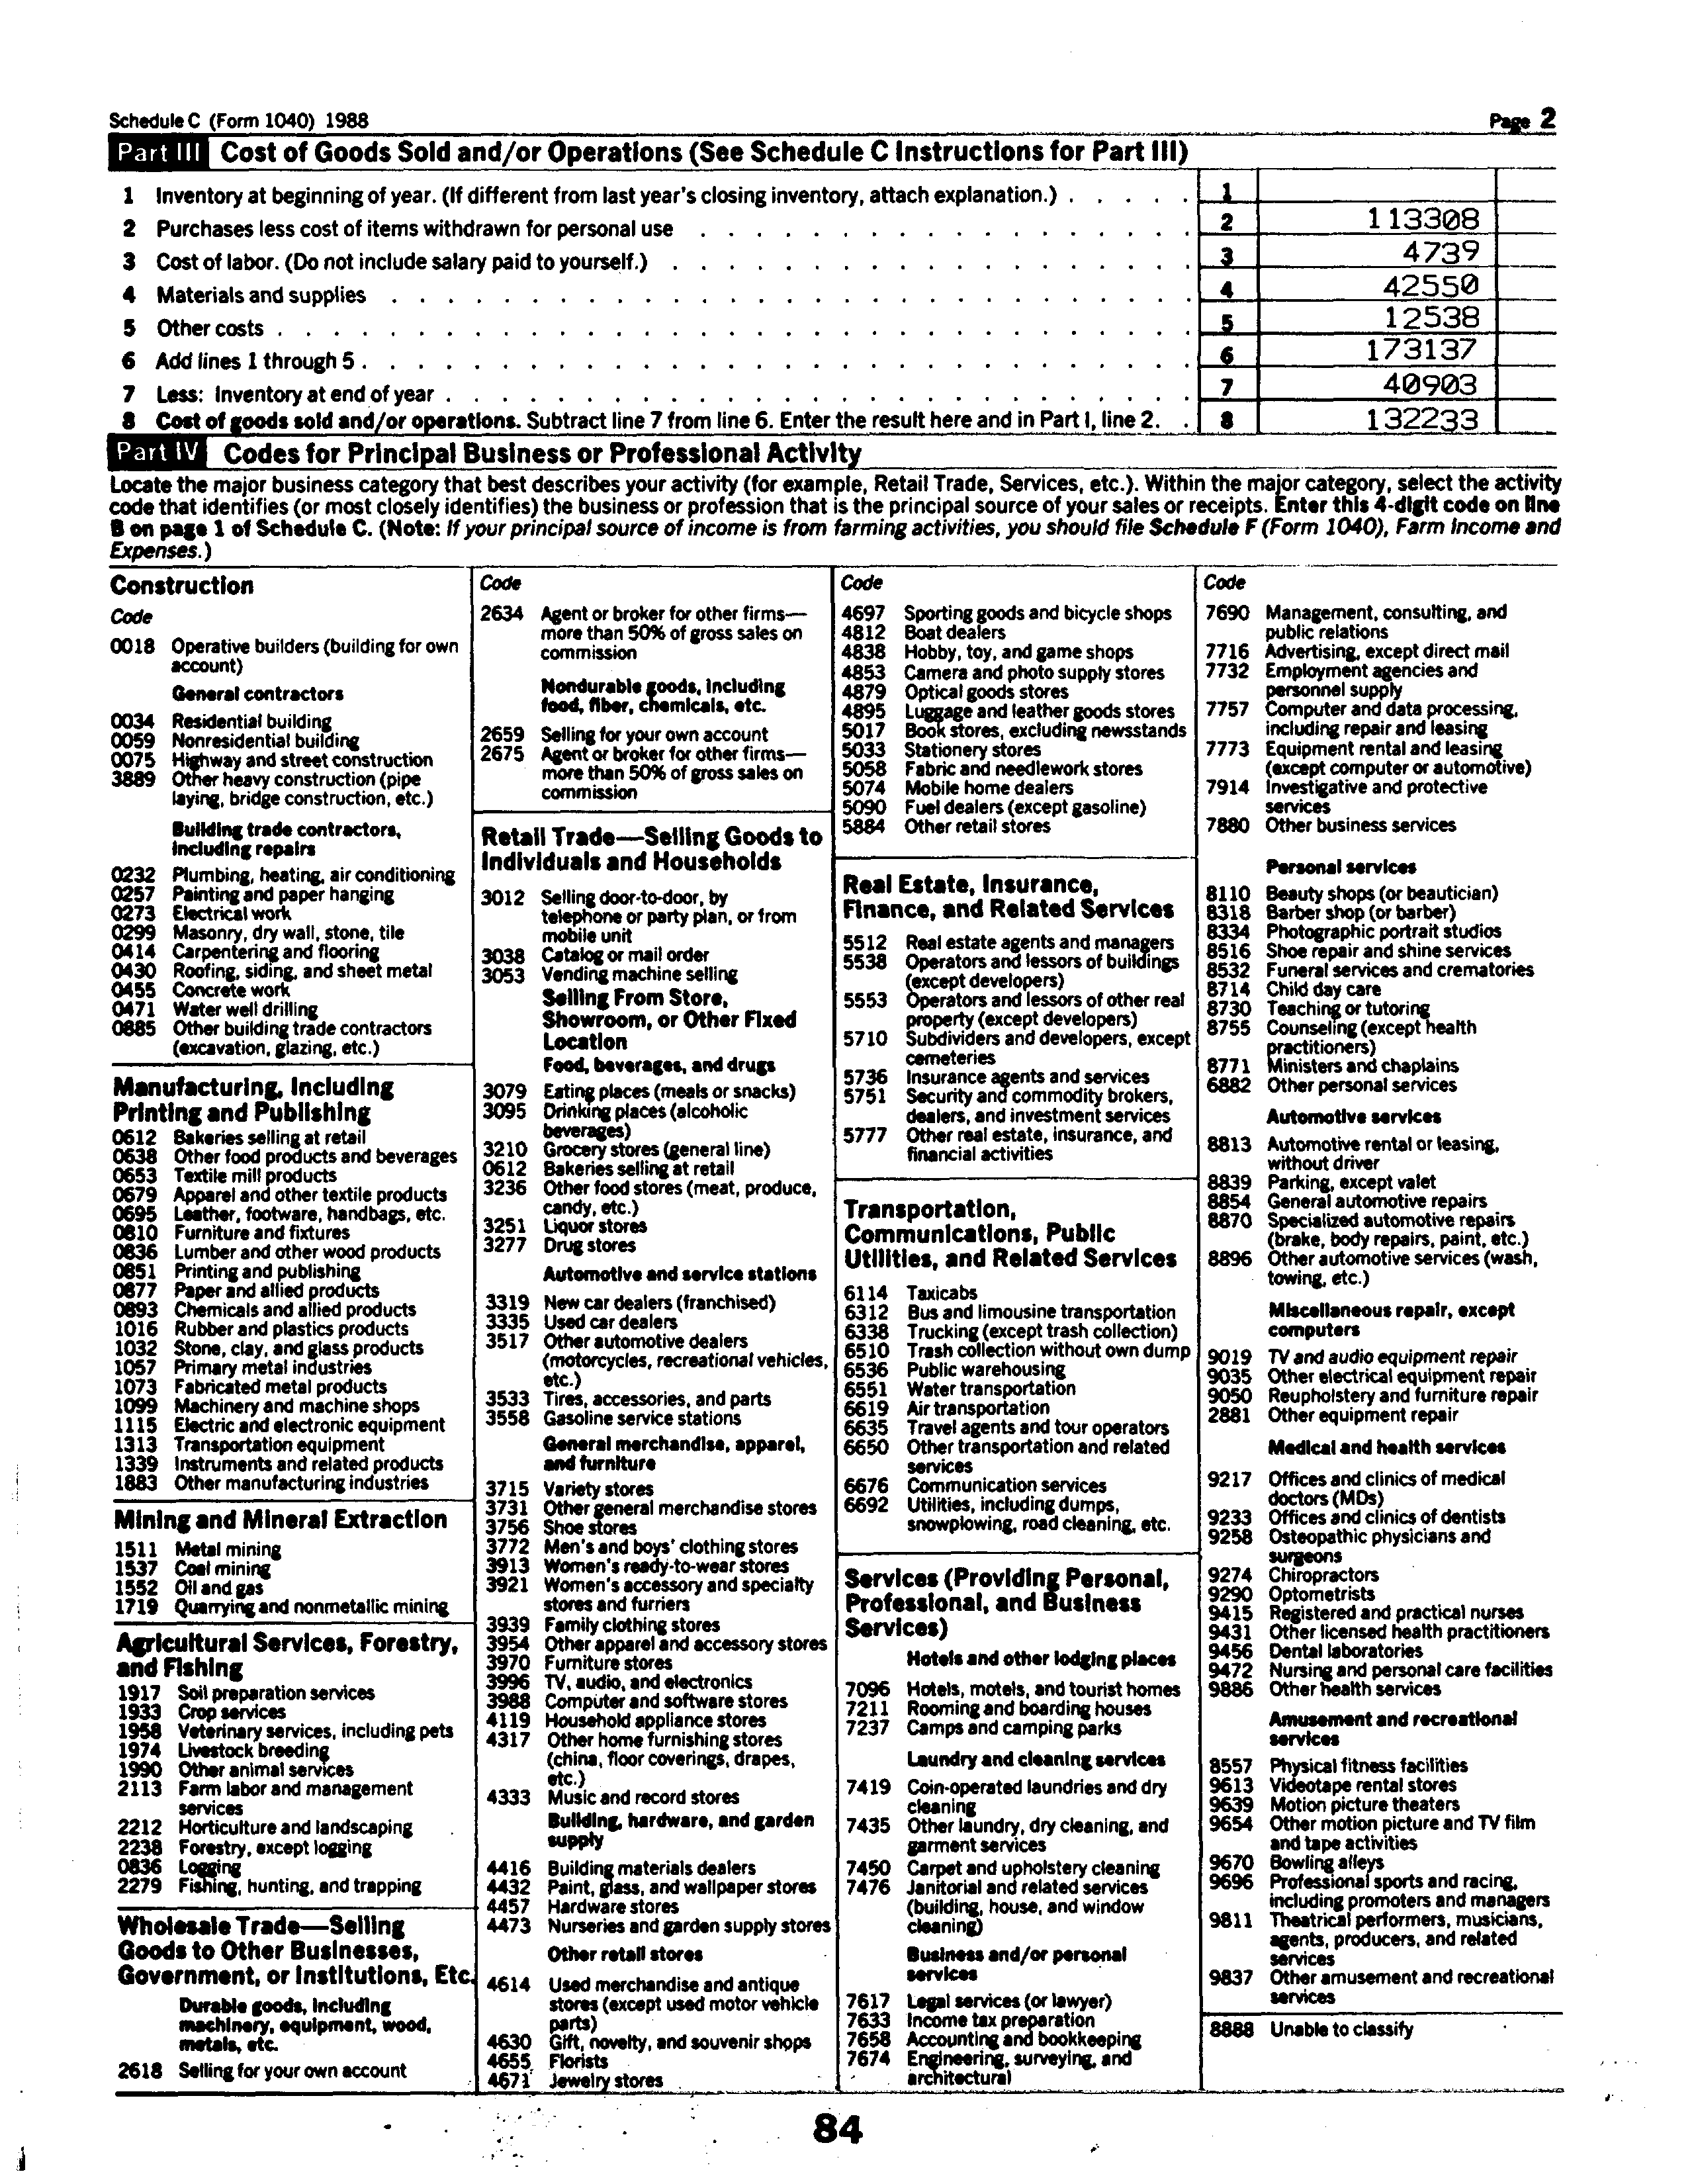 Schedule C (Form 1040) 1988 Page 2
Part III Cost of Goods Sold and/or Operations (See Schedule C Instructions for Part III)
1 Inventory at beginning of year. (If different from last year's closing inventory, attach explanation.) 1
2 Purchases less cost of items withdrawn for personal use 2 113308
3 Cost of labor. (Do not include salary paid to yourself.) 3 4739
4 Materials and supplies 4 42550
5 Other costs 5 12538
6 Add lines 1 through 5 6 173137
7 Less: Inventory at end of year 7 40903
8 Cost of goods sold and/or operations. Subtract line 7 from line 6. Enter the result here and in Part I, line 2. 8 132233
Part IV Codes for Principal Business or Professional Activity
Locate the major business category that best describes your activity (for example, Retail Trade, Services, etc.). Within the major category, select the activity
code that identifies (or most closely identifies) the business or profession that is the principal source of your sales or receipts. Enter this 4-digit code on line
B on page 1 of Schedule C. (Note: If your principal source of income is from farming activities, you should file Schedule F (Form 1040), Farm Income and
Expenses.)
Construction
Code
0018 Operative builders (building for own
account)
General contractors
0034 Residential building
0059 Nonresidential building
0075 Highway and street construction
3889 Other heavy construction (pipe
laying, bridge construction, etc.)
Building trade contractors,
including repairs
0232 Plumbing, heating, air conditioning
0257 Painting and paper hanging
0273 Electrical work
0299 Masonry, dry wall, stone, tile
0414 Carpentering and flooring
0430 Roofing, siding, and sheet metal
0455 Concrete work
0471 Water well drilling
0885 Other building trade contractors
(excavation, glazing, etc.)
Manufacturing, Including
Printing and Publishing
0612 Bakeries selling at retail
0638 Other food products and beverages
0653 Textile mill products
0679 Apparel and other textile products
0695 Leather, footware, handbags, etc.
0810 Furniture and fixtures
0836 Lumber and other wood products
0851 Printing and publishing
0877 Paper and allied products
0893 Chemicals and allied products
1016 Rubber and plastics products
1032 Stone, clay, and glass products
1057 Primary metal industries
1073 Fabricated metal products
1099 Machinery and machine shops
1115 Electric and electronic equipment
1313 Transportation equipment
1339 Instruments and related products
1883 Other manufacturing industries
Mining and Mineral Extraction
1511 Metal mining
1537 Coal mining
1552 Oil and gas
1719 Quarrying and nonmetallic mining
Agricultural Services, Forestry,
and Fishing
1917 Soil preparation services
1933 Crop services
1958 Veterinary services, including pets
1974 Livestock breeding
1990 Other animal services
2113 Farm labor and management
services
2212 Horticulture and landscaping
2238 Forestry, except logging
0836 Logging
2279 Fishing, hunting, and trapping
Wholesale Trade—Selling
Goods to Other Businesses,
Government, or Institutions, Etc.
Durable goods, including
machinery, equipment, wood,
metals, etc.
2618 Selling for your own account
Code
2634 Agent or broker for other firms—
more than 50% of gross sales on
commission
Nondurable goods, including
food, fiber, chemicals, etc.
2659 Selling for your own account
2675 Agent or broker for other firms—
more than 50% of gross sales on
commission
Retail Trade—Selling Goods to
Individuals and Households
3012 Selling door-to-door, by
telephone or party plan, or from
mobile unit
3038 Catalog or mail order
3053 Vending machine selling
Selling From Store,
Showroom, or Other Fixed
Location
Food, beverages, and drugs
3079 Eating places (meals or snacks)
3095 Drinking places (alcoholic
beverages)
3210 Grocery stores (general line)
0612 Bakeries selling at retail
3236 Other food stores (meat, produce,
candy, etc.)
3251 Liquor stores
3277 Drug stores
Automotive and service stations
3319 New car dealers (franchised)
3335 Used car dealers
3517 Other automotive dealers
(motorcycles, recreational vehicles,
etc.)
3533 Tires, accessories, and parts
3558 Gasoline service stations
General merchandise, apparel,
and furniture
3715 Variety stores
3731 Other general merchandise stores
3756 Shoe stores
3772 Men's and boys' clothing stores
3913 Women's ready-to-wear stores
3921 Women's accessory and specialty
stores and furriers
3939 Family clothing stores
3954 Other apparel and accessory stores
3970 Furniture stores
3996 TV, audio, and electronics
3988 Computer and software stores
4119 Household appliance stores
4317 Other home furnishing stores
(china, floor coverings, drapes,
etc.)
4333 Music and record stores
Building, hardware, and garden
supply
4416 Building materials dealers
4432 Paint, glass, and wallpaper stores
4457 Hardware stores
4473 Nurseries and garden supply stores
Other retail stores
4614 Used merchandise and antique
stores (except used motor vehicle
parts)
4630 Gift, novelty, and souvenir shops
4655 Florists
4671 Jewelry stores
Code
4697 Sporting goods and bicycle shops
4812 Boat dealers
4838 Hobby, toy, and game shops
4853 Camera and photo supply stores
4879 Optical goods stores
4895 Luggage and leather goods stores
5017 Book stores, excluding newsstands
5033 Stationery stores
5058 Fabric and needlework stores
5074 Mobile home dealers
5090 Fuel dealers (except gasoline)
5884 Other retail stores
Real Estate, Insurance,
Finance, and Related Services
5512 Real estate agents and managers
5538 Operators and lessors of buildings
(except developers)
5553 Operators and lessors of other real
property (except developers)
5710 Subdividers and developers, except
cemeteries
5736 Insurance agents and services
5751 Security and commodity brokers,
dealers, and investment services
5777 Other real estate, insurance, and
financial activities
Transportation,
Communications, Public
Utilities, and Related Services
6114 Taxicabs
6312 Bus and limousine transportation
6338 Trucking (except trash collection)
6510 Trash collection without own dump
6536 Public warehousing
6551 Water transportation
6619 Air transportation
6635 Travel agents and tour operators
6650 Other transportation and related
services
6676 Communication services
6692 Utilities, including dumps,
snowplowing, road cleaning, etc.
Services (Providing Personal,
Professional, and Business
Services)
Hotels and other lodging places
7096 Hotels, motels, and tourist homes
7211 Rooming and boarding houses
7237 Camps and camping parks
Laundry and cleaning services
7419 Coin-operated laundries and dry
cleaning
7435 Other laundry, dry cleaning, and
garment services
7450 Carpet and upholstery cleaning
7476 Janitorial and related services
(building, house, and window
cleaning)
Business and/or personal
services
7617 Legal services (or lawyer)
7633 Income tax preparation
7658 Accounting and bookkeeping
7674 Engineering, surveying, and
architectural
Code
7690 Management, consulting, and
public relations
7716 Advertising, except direct mail
7732 Employment agencies and
personnel supply
7757 Computer and data processing,
including repair and leasing
7773 Equipment rental and leasing
(except computer or automotive)
7914 Investigative and protective
services
7880 Other business services
Personal services
8110 Beauty shops (or beautician)
8318 Barber shop (or barber)
8334 Photographic portrait studios
8516 Shoe repair and shine services
8532 Funeral services and crematories
8714 Child day care
8730 Teaching or tutoring
8755 Counseling (except health
practitioners)
8771 Ministers and chaplains
6882 Other personal services
Automotive services
8813 Automotive rental or leasing,
without driver
8839 Parking, except valet
8854 General automotive repairs
8870 Specialized automotive repairs
(brake, body repairs, paint, etc.)
8896 Other automotive services (wash,
towing, etc.)
Miscellaneous repair, except
computers
9019 TV and audio equipment repair
9035 Other electrical equipment repair
9050 Reupholstery and furniture repair
2881 Other equipment repair
Medical and health services
9217 Offices and clinics of medical
doctors (MDs)
9233 Offices and clinics of dentists
9258 Osteopathic physicians and
surgeons
9274 Chiropractors
9290 Optometrists
9415 Registered and practical nurses
9431 Other licensed health practitioners
9456 Dental laboratories
9472 Nursing and personal care facilities
9886 Other health services
Amusement and recreational
services
8557 Physical fitness facilities
9613 Videotape rental stores
9639 Motion picture theaters
9654 Other motion picture and TV film
and tape activities
9670 Bowling alleys
9696 Professional sports and racing,
including promoters and managers
9811 Theatrical performers, musicians,
agents, producers, and related
services
9837 Other amusement and recreational
services
8888 Unable to classify
84